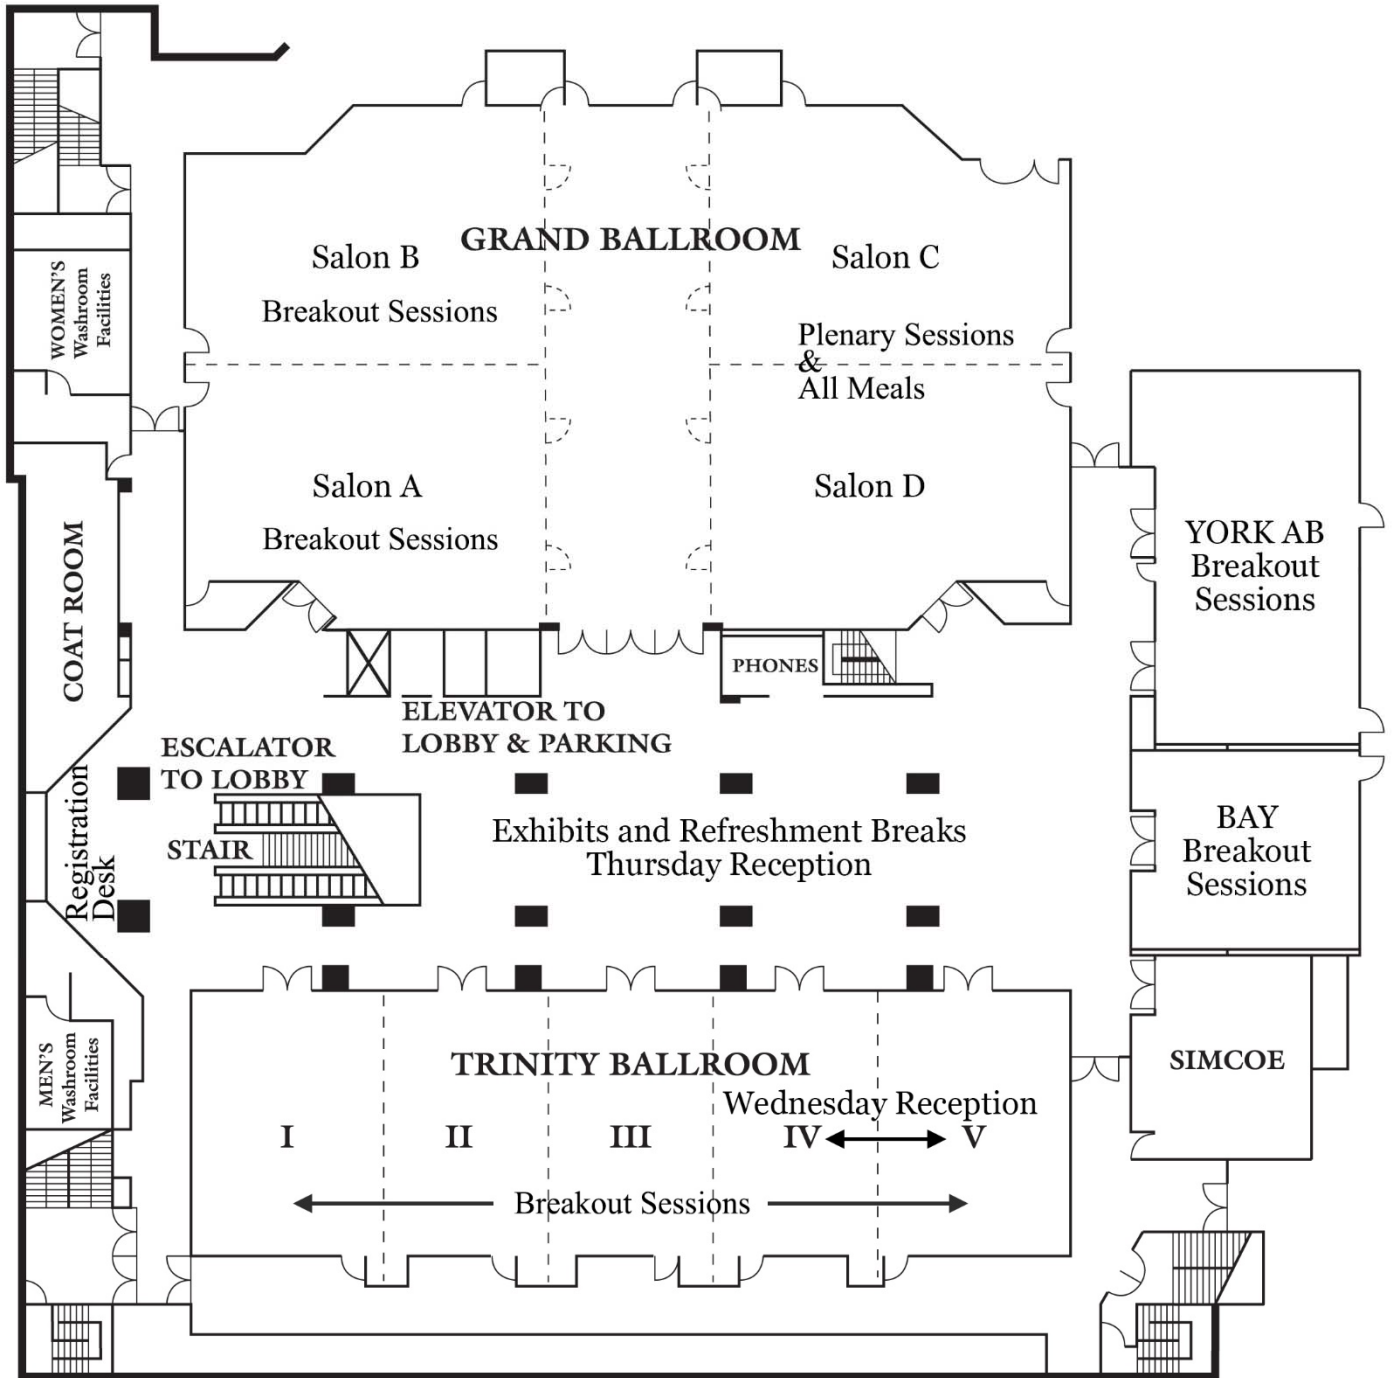 GRAND BALLROOM
Salon B
Breakout Sessions
Salon C
Plenary Sessions
&
All Meals
WOMEN'S
Washroom
Facilities
Salon A
Breakout Sessions
Salon D
YORK AB
Breakout
Sessions
COAT ROOM
PHONES
ELEVATOR TO
LOBBY & PARKING
ESCALATOR
TO LOBBY
STAIR
Registration
Desk
Exhibits and Refreshment Breaks
Thursday Reception
BAY
Breakout
Sessions
MEN'S
Washroom
Facilities
TRINITY BALLROOM
SIMCOE
Wednesday Reception
I II III IV V
Breakout Sessions